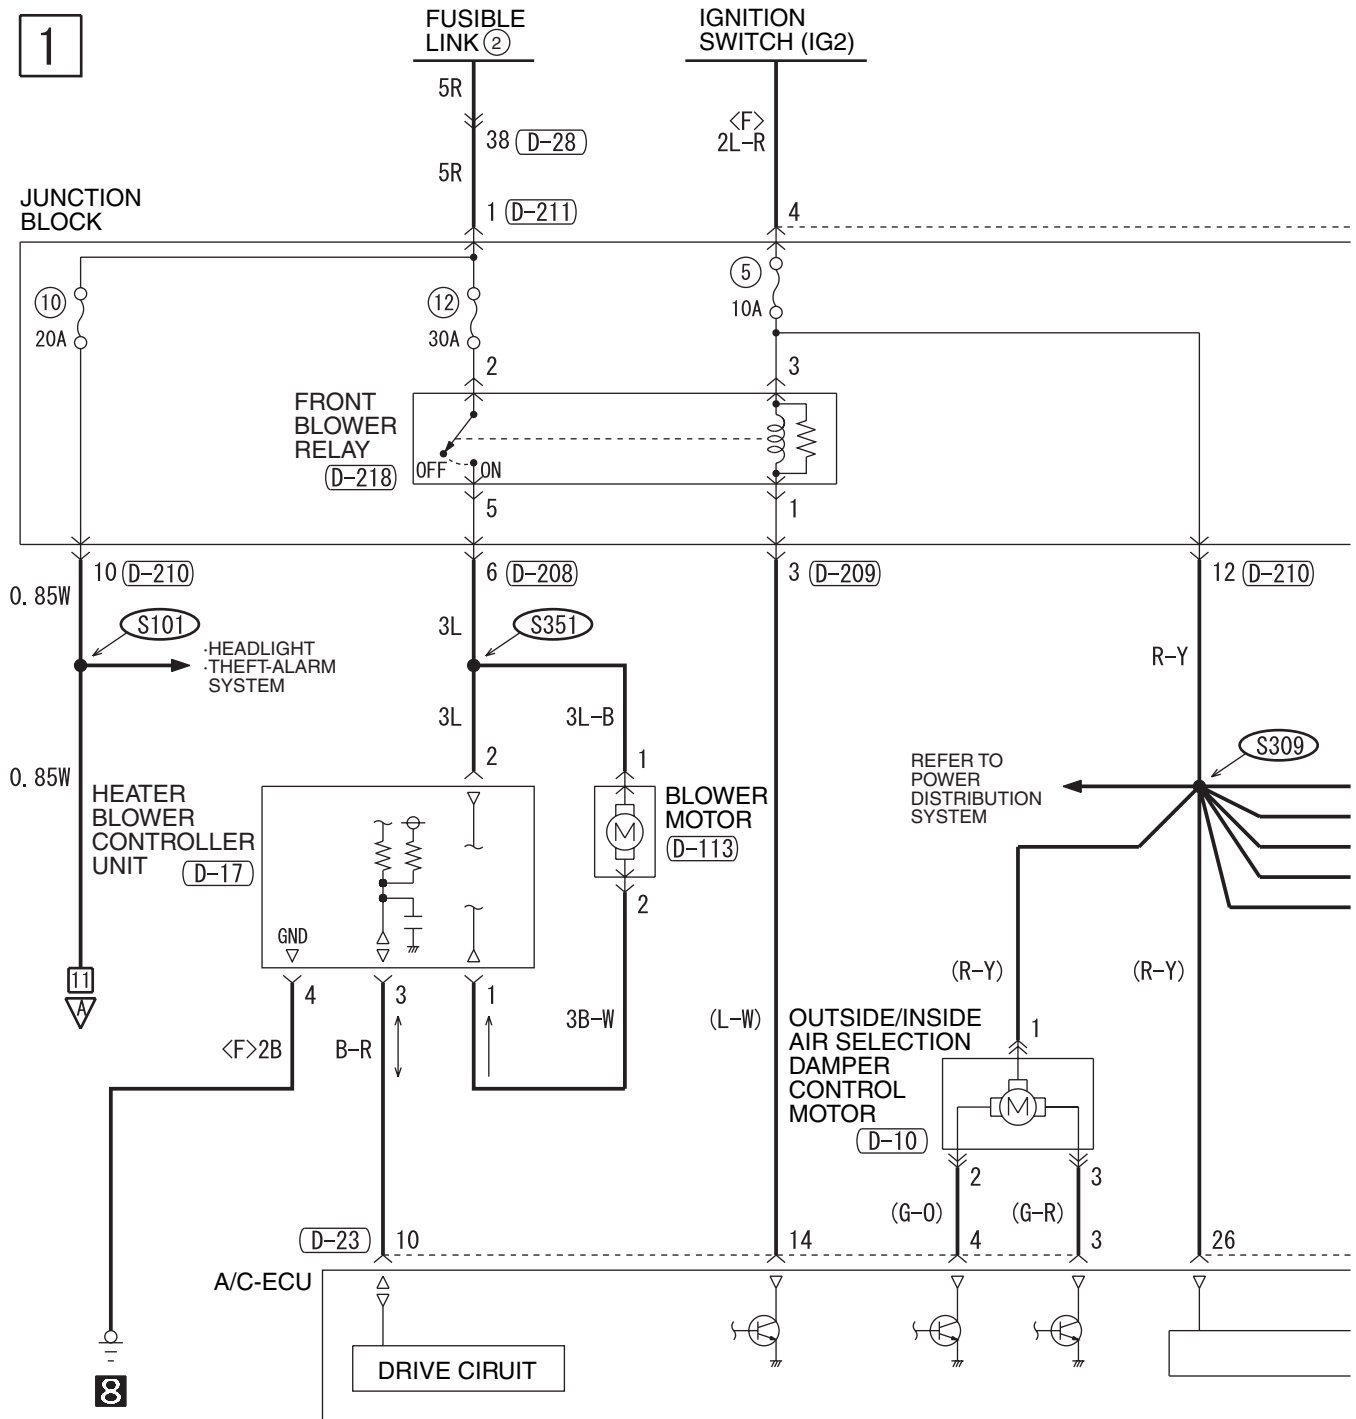 1
FUSIBLE
LINK ②
IGNITION
SWITCH (IG2)
5R
<F>
2L-R
38 D-28
5R
JUNCTION
BLOCK
1 D-211
4
10
20A
12
30A
5
10A
2
3
FRONT
BLOWER
RELAY
D-218
OFF
ON
5
1
10 D-210
6 D-208
3 D-209
12 D-210
0.85W
S101
3L
S351
·HEADLIGHT
·THEFT-ALARM
SYSTEM
R-Y
3L
3L-B
0.85W
2
1
S309
REFER TO
POWER
DISTRIBUTION
SYSTEM
HEATER
BLOWER
CONTROLLER
UNIT
D-17
M
BLOWER
MOTOR
D-113
2
GND
11
A
4
3
1
(R-Y)
(R-Y)
<F>2B
B-R
3B-W
(L-W)
OUTSIDE/INSIDE
AIR SELECTION
DAMPER
CONTROL
MOTOR
D-10
1
M
2
3
(G-O)
(G-R)
D-23
10
14
4
3
26
A/C-ECU
DRIVE CIRUIT
8